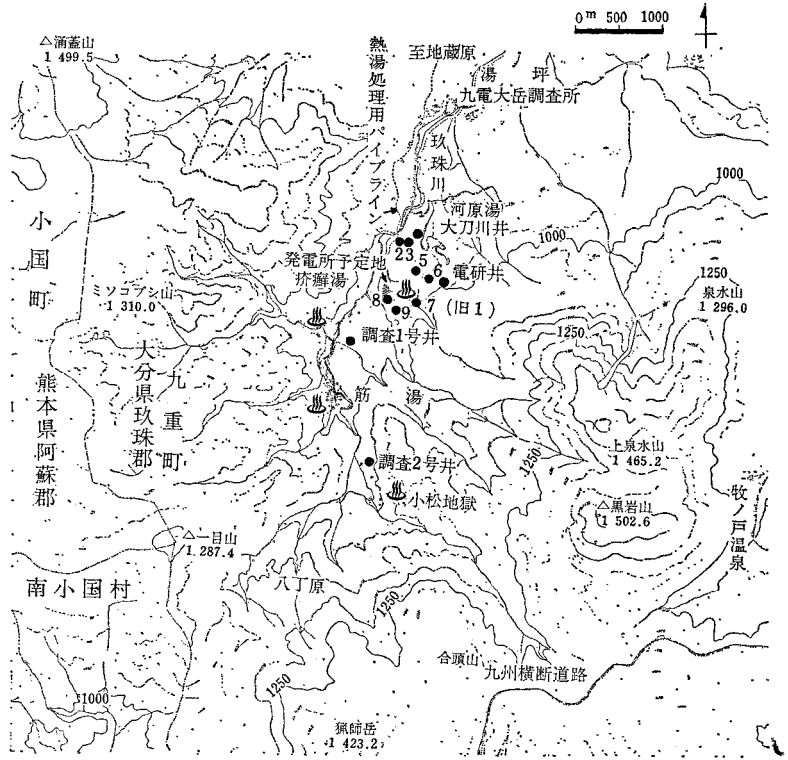 0 m 500 1000
△涌蓋山
1 499.5
熱湯処理用パイプライン
至地蔵原
湯坪
九電大岳調査所
玖珠川
1000
小国町
河原湯
大刀川井
1000
2 3
5
6
電研井
発電所予定地
疥癬湯
8
9
7
(旧1)
1250
泉水山
1 296.0
ミソコブシ山
1 310.0
1250
調査1号井
大分県玖珠郡
九重町
熊本県阿蘇郡
筋湯
上泉水山
1 465.2
1250
調査2号井
小松地獄
△黒岩山
1 502.6
牧ノ戸温泉
△一目山
1 287.4
南小国村
八丁原
1250
合頭山
九州横断道路
1000
1250
猟師岳
1 423.2